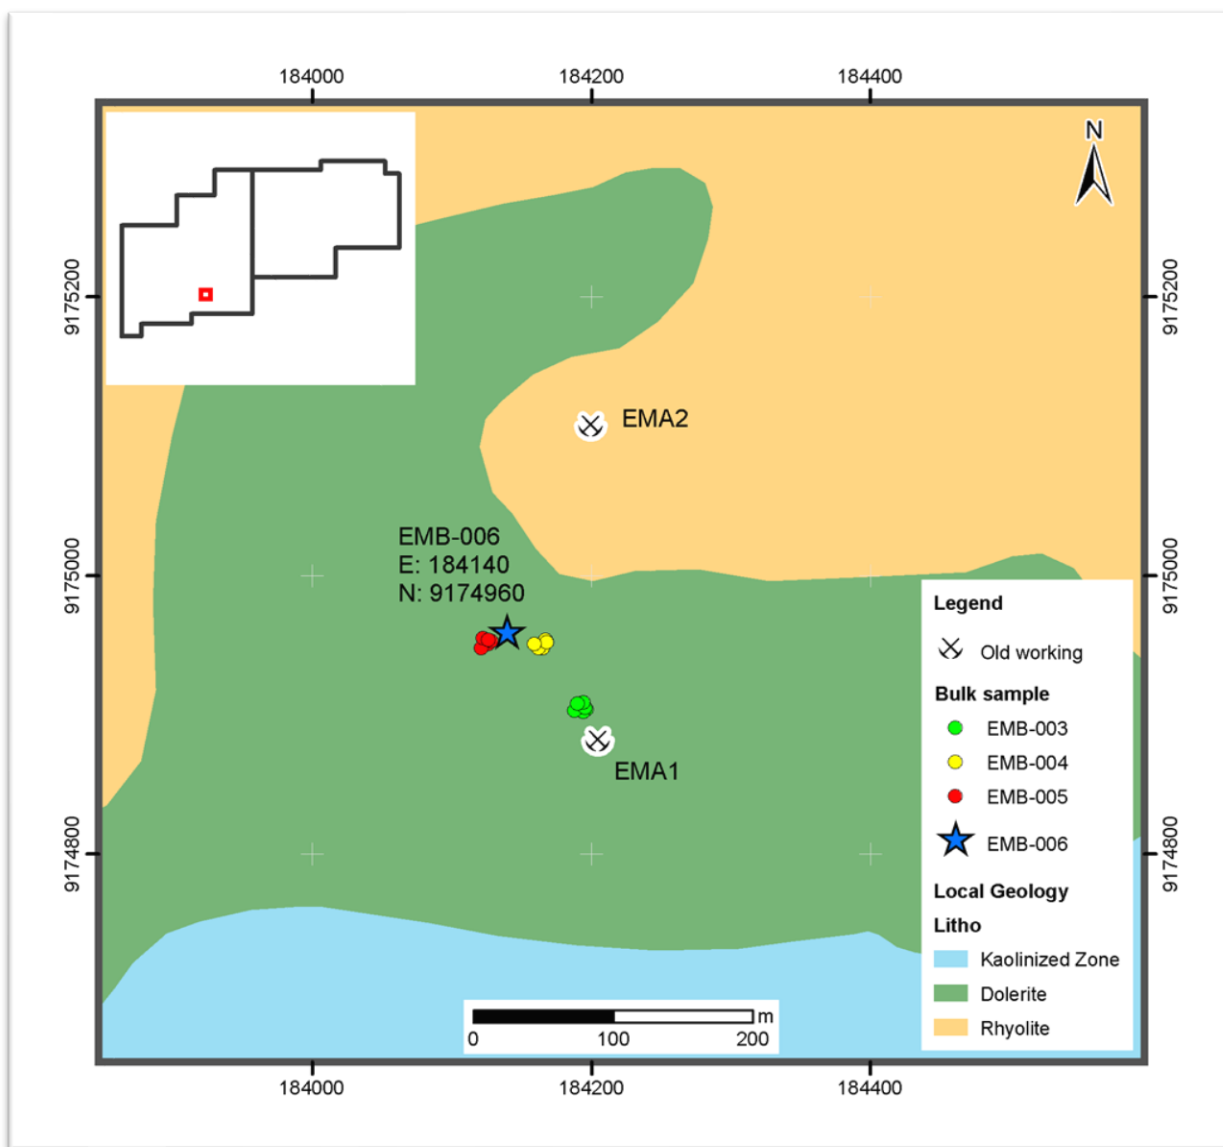 184000
184200
184400
N
9175200
9175200
EMA2
EMB-006
E: 184140
N: 9174960
9175000
9175000
EMA1
9174800
9174800
Legend
Old working
Bulk sample
EMB-003
EMB-004
EMB-005
EMB-006
Local Geology
Litho
Kaolinized Zone
Dolerite
Rhyolite
m
0
100
200
184000
184200
184400